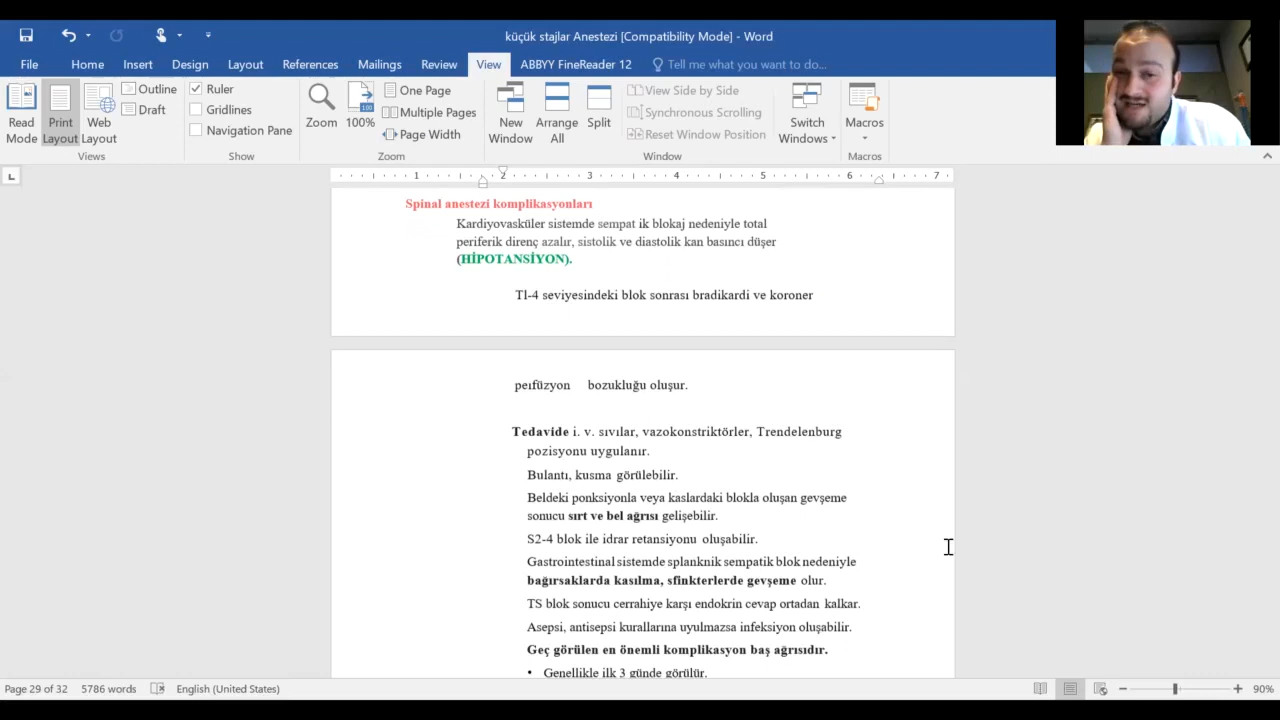 küçük stajlar Anestezi [Compatibility Mode] - Word
File Home Insert Design Layout References Mailings Review View ABBYY FineReader 12 Tell me what you want to do...
Read Mode
Print Layout
Web Layout
Outline
Draft
Views
Ruler
Gridlines
Navigation Pane
Show
Zoom
100%
One Page
Multiple Pages
Page Width
Zoom
New Window
Arrange All
Split
View Side by Side
Synchronous Scrolling
Reset Window Position
Window
Switch Windows
Macros
Macros
1 2 3 4 5 6 7
Spinal anestezi komplikasyonları
Kardiyovasküler sistemde sempat ik blokaj nedeniyle total
periferik direnç azalır, sistolik ve diastolik kan basıncı düşer
(HİPOTANSİYON).
Tl-4 seviyesindeki blok sonrası bradikardi ve koroner
peıfüzyon bozukluğu oluşur.
Tedavide i. v. sıvılar, vazokonstriktörler, Trendelenburg
pozisyonu uygulanır.
Bulantı, kusma görülebilir.
Beldeki ponksiyonla veya kaslardaki blokla oluşan gevşeme
sonucu sırt ve bel ağrısı gelişebilir.
S2-4 blok ile idrar retansiyonu oluşabilir.
Gastrointestinal sistemde splanknik sempatik blok nedeniyle
bağırsaklarda kasılma, sfinkterlerde gevşeme olur.
TS blok sonucu cerrahiye karşı endokrin cevap ortadan kalkar.
Asepsi, antisepsi kurallarına uyulmazsa infeksiyon oluşabilir.
Geç görülen en önemli komplikasyon baş ağrısıdır.
• Genellikle ilk 3 günde görülür.
Page 29 of 32 5786 words English (United States) 90%